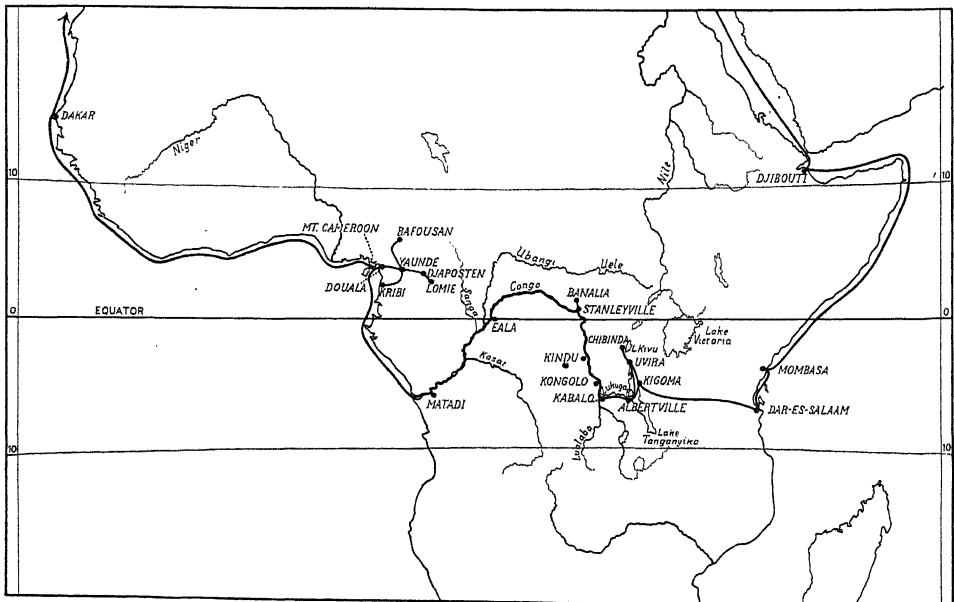 DAKAR
Niger
Nile
DJIBOUTI
10
10
MT. CAMEROON
BAFOUSAN
YAUNDE
DJAPOSTEN
LOMIE
DOUALA
KRIBI
Sanga
Ubangi
Uele
Congo
BANALIA
STANLEYVILLE
0
EQUATOR
0
EALA
Lake
Victoria
CHIBINDA
L.KIVU
UVIRA
KINDU
Kasai
KONGOLO
KIGOMA
MOMBASA
Lukuga
KABALO
ALBERTVILLE
MATADI
DAR-ES-SALAAM
Lualaba
Lake
Tanganyika
10
10